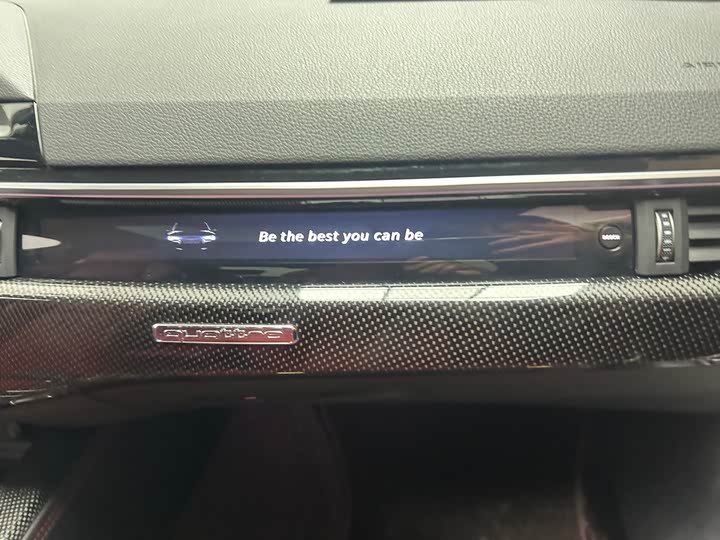 Be the best you can be
quattro